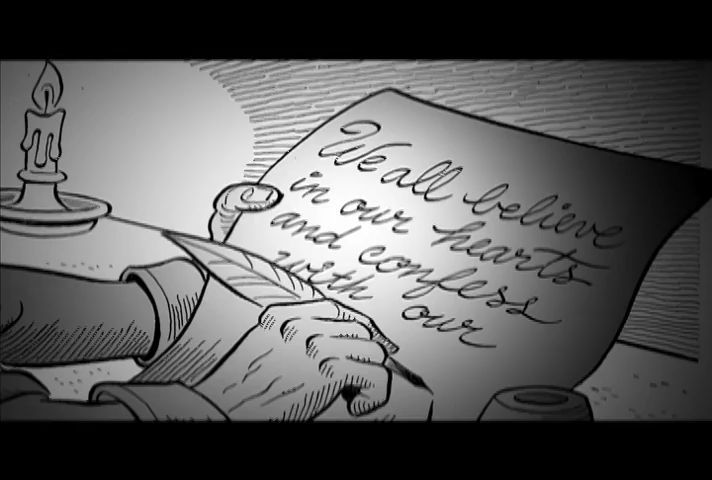 We all believe
in our hearts
and confess
with our